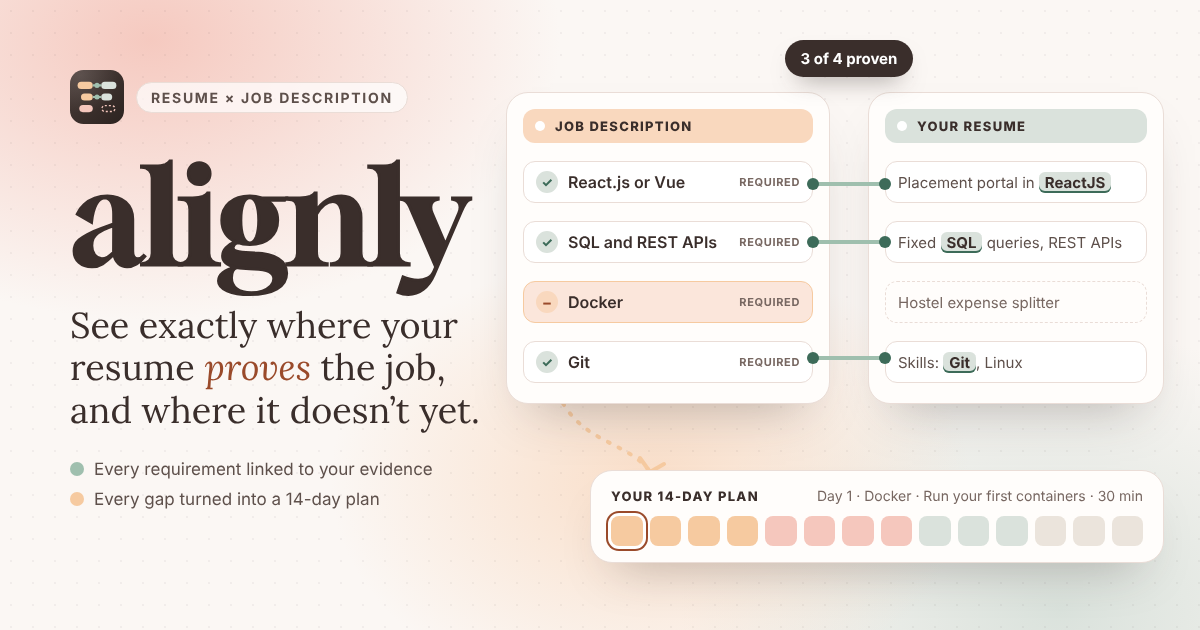 RESUME × JOB DESCRIPTION
alignly
See exactly where your
resume proves the job,
and where it doesn’t yet.
Every requirement linked to your evidence
Every gap turned into a 14-day plan
3 of 4 proven
JOB DESCRIPTION
React.js or Vue REQUIRED
SQL and REST APIs REQUIRED
Docker REQUIRED
Git REQUIRED
YOUR RESUME
Placement portal in ReactJS
Fixed SQL queries, REST APIs
Hostel expense splitter
Skills: Git, Linux
YOUR 14-DAY PLAN
Day 1 · Docker · Run your first containers · 30 min